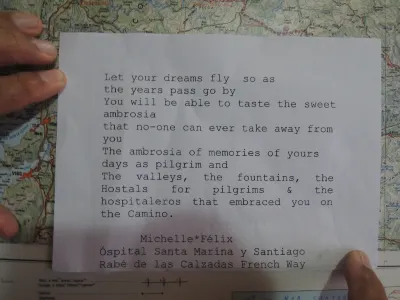 Let your dreams fly so as
the years pass go by
You will be able to taste the sweet
ambrosia
that no-one can ever take away from
you
The ambrosia of memories of yours
days as pilgrim and
The valleys, the fountains, the
Hostals for pilgrims & the
hospitaleros that embraced you on
the Camino.
Michelle*Félix
Óspital Santa Marina y Santiago
Rabé de las Calzadas French Way